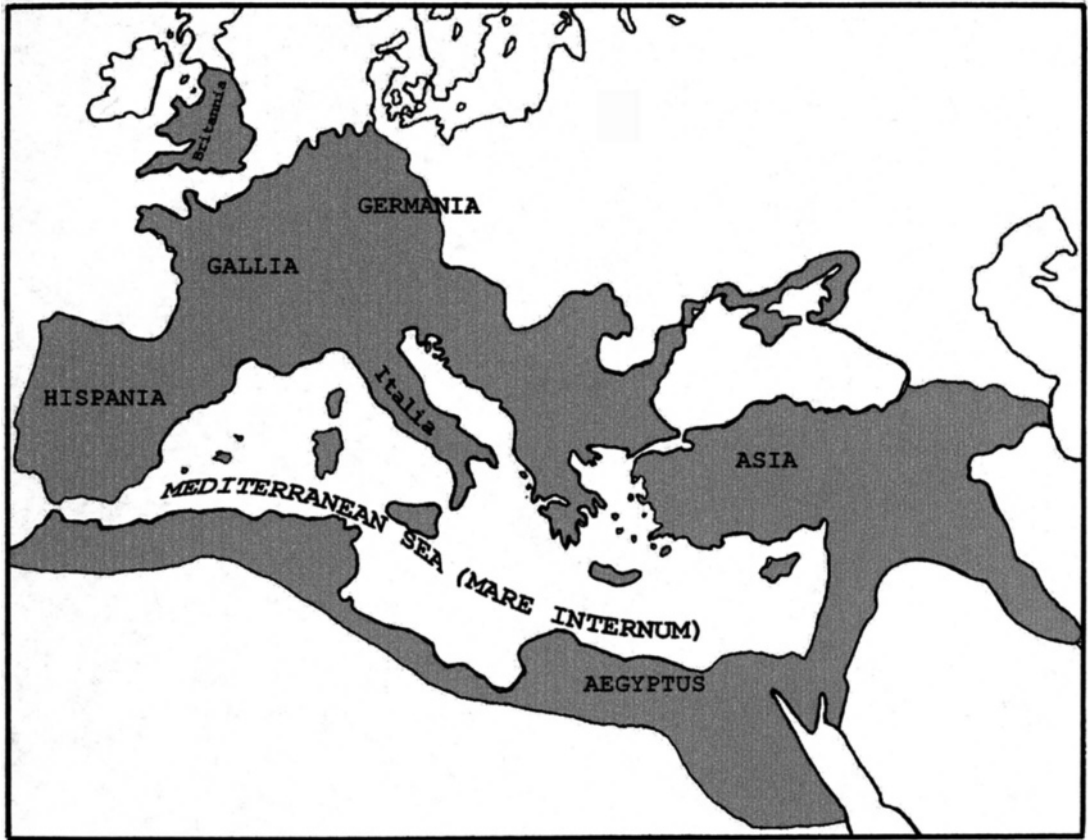 Britannia
GERMANIA
GALLIA
Italia
HISPANIA
ASIA
MEDITERRANEAN SEA (MARE INTERNUM)
AEGYPTUS